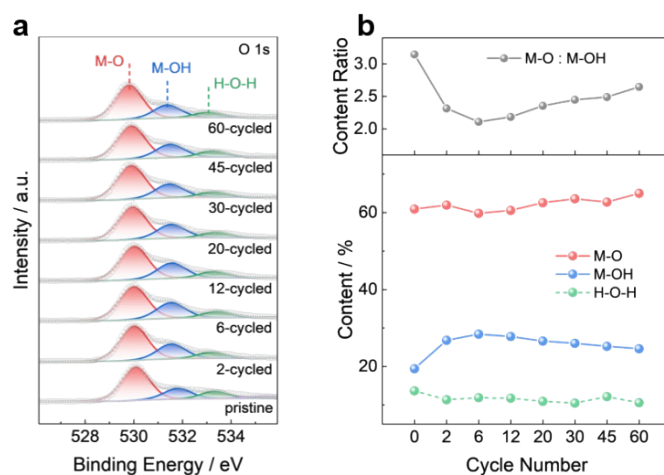 a
O 1s
M-O
M-OH
H-O-H
60-cycled
45-cycled
30-cycled
20-cycled
12-cycled
6-cycled
2-cycled
pristine
Intensity / a.u.
528 530 532 534
Binding Energy / eV
b
M-O : M-OH
3.0
2.5
2.0
Content Ratio
60
40
20
Content / %
M-O
M-OH
H-O-H
0 2 6 12 20 30 45 60
Cycle Number